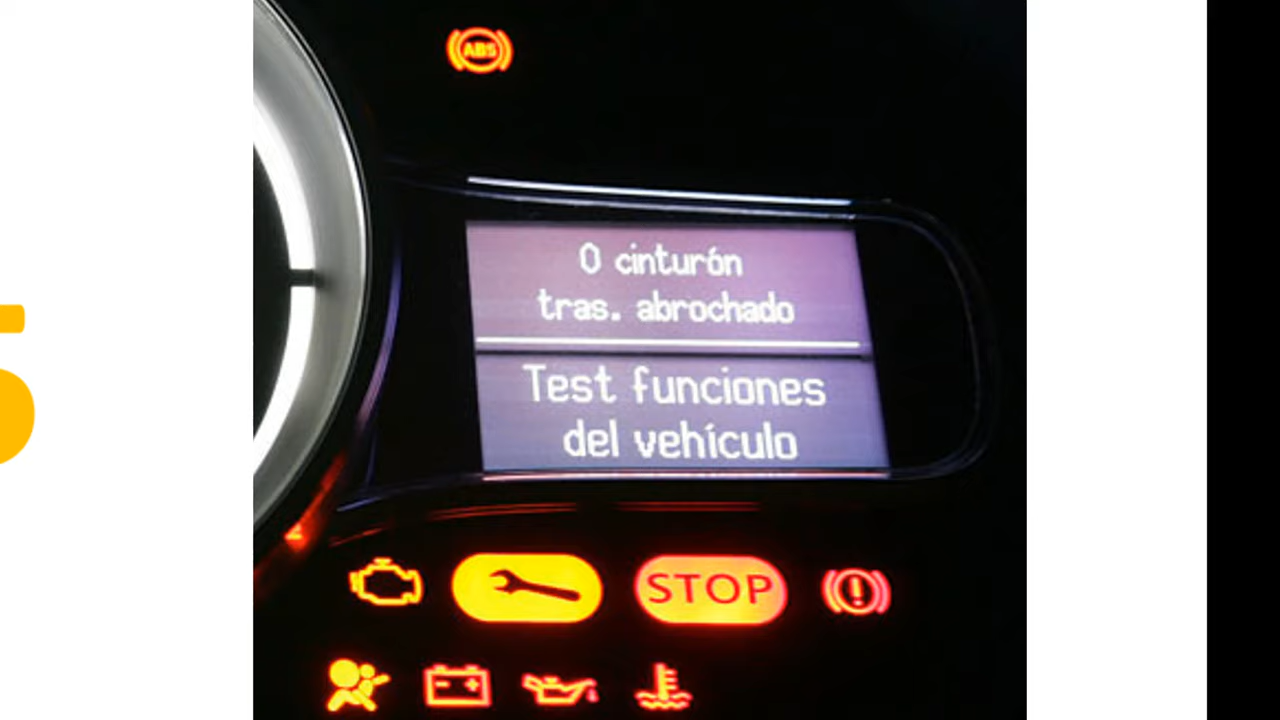 ABS
0 cinturón
tras. abrochado
Test funciones
del vehículo
STOP